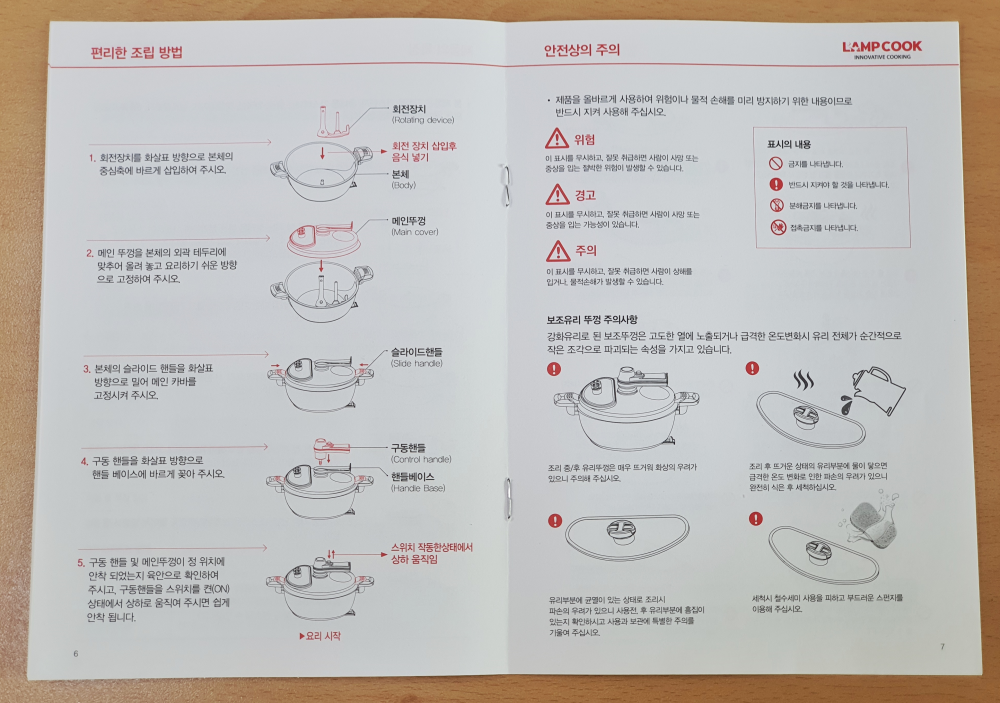 편리한 조립 방법
회전장치
(Rotating device)
회전 장치 삽입후
음식 넣기
1. 회전장치를 화살표 방향으로 본체의
중심축에 바르게 삽입하여 주시오.
본체
(Body)
메인뚜껑
(Main cover)
2. 메인 뚜껑을 본체의 외곽 테두리에
맞추어 올려 놓고 요리하기 쉬운 방향
으로 고정하여 주시오.
슬라이드핸들
(Slide handle)
3. 본체의 슬라이드 핸들을 화살표
방향으로 밀어 메인 카바를
고정시켜 주시오.
구동핸들
(Control handle)
4. 구동 핸들을 화살표 방향으로
핸들 베이스에 바르게 꽂아 주시오.
핸들베이스
(Handle Base)
스위치 작동한상태에서
상하 움직임
5. 구동 핸들 및 메인뚜껑이 정 위치에
안착 되었는지 육안으로 확인하여
주시고, 구동핸들을 스위치를 켠(ON)
상태에서 상하로 움직여 주시면 쉽게
안착 됩니다.
▶요리 시작
6
안전상의 주의
LAMPCOOK
INNOVATIVE COOKING
• 제품을 올바르게 사용하여 위험이나 물적 손해를 미리 방지하기 위한 내용이므로
반드시 지켜 사용해 주십시오.
위험
이 표시를 무시하고, 잘못 취급하면 사람이 사망 또는
중상을 입는 절박한 위험이 발생할 수 있습니다.
경고
이 표시를 무시하고, 잘못 취급하면 사람이 사망 또는
중상을 입는 가능성이 있습니다.
주의
이 표시를 무시하고, 잘못 취급하면 사람이 상해를
입거나, 물적손해가 발생할 수 있습니다.
표시의 내용
금지를 나타냅니다.
반드시 지켜야 할 것을 나타냅니다.
분해금지를 나타냅니다.
접촉금지를 나타냅니다.
보조유리 뚜껑 주의사항
강화유리로 된 보조뚜껑은 고도한 열에 노출되거나 급격한 온도변화시 유리 전체가 순간적으로
작은 조각으로 파괴되는 속성을 가지고 있습니다.
조리 중/후 유리뚜껑은 매우 뜨거워 화상의 우려가
있으니 주의해 주십시오.
조리 후 뜨거운 상태의 유리부분에 물이 닿으면
급격한 온도 변화로 인한 파손의 우려가 있으니
완전히 식은 후 세척하십시오.
유리부분에 균열이 있는 상태로 조리시
파손의 우려가 있으니 사용전, 후 유리부분에 흠집이
있는지 확인하시고 사용과 보관에 특별한 주의를
기울여 주십시오.
세척시 철수세미 사용을 피하고 부드러운 스펀지를
이용해 주십시오.
7